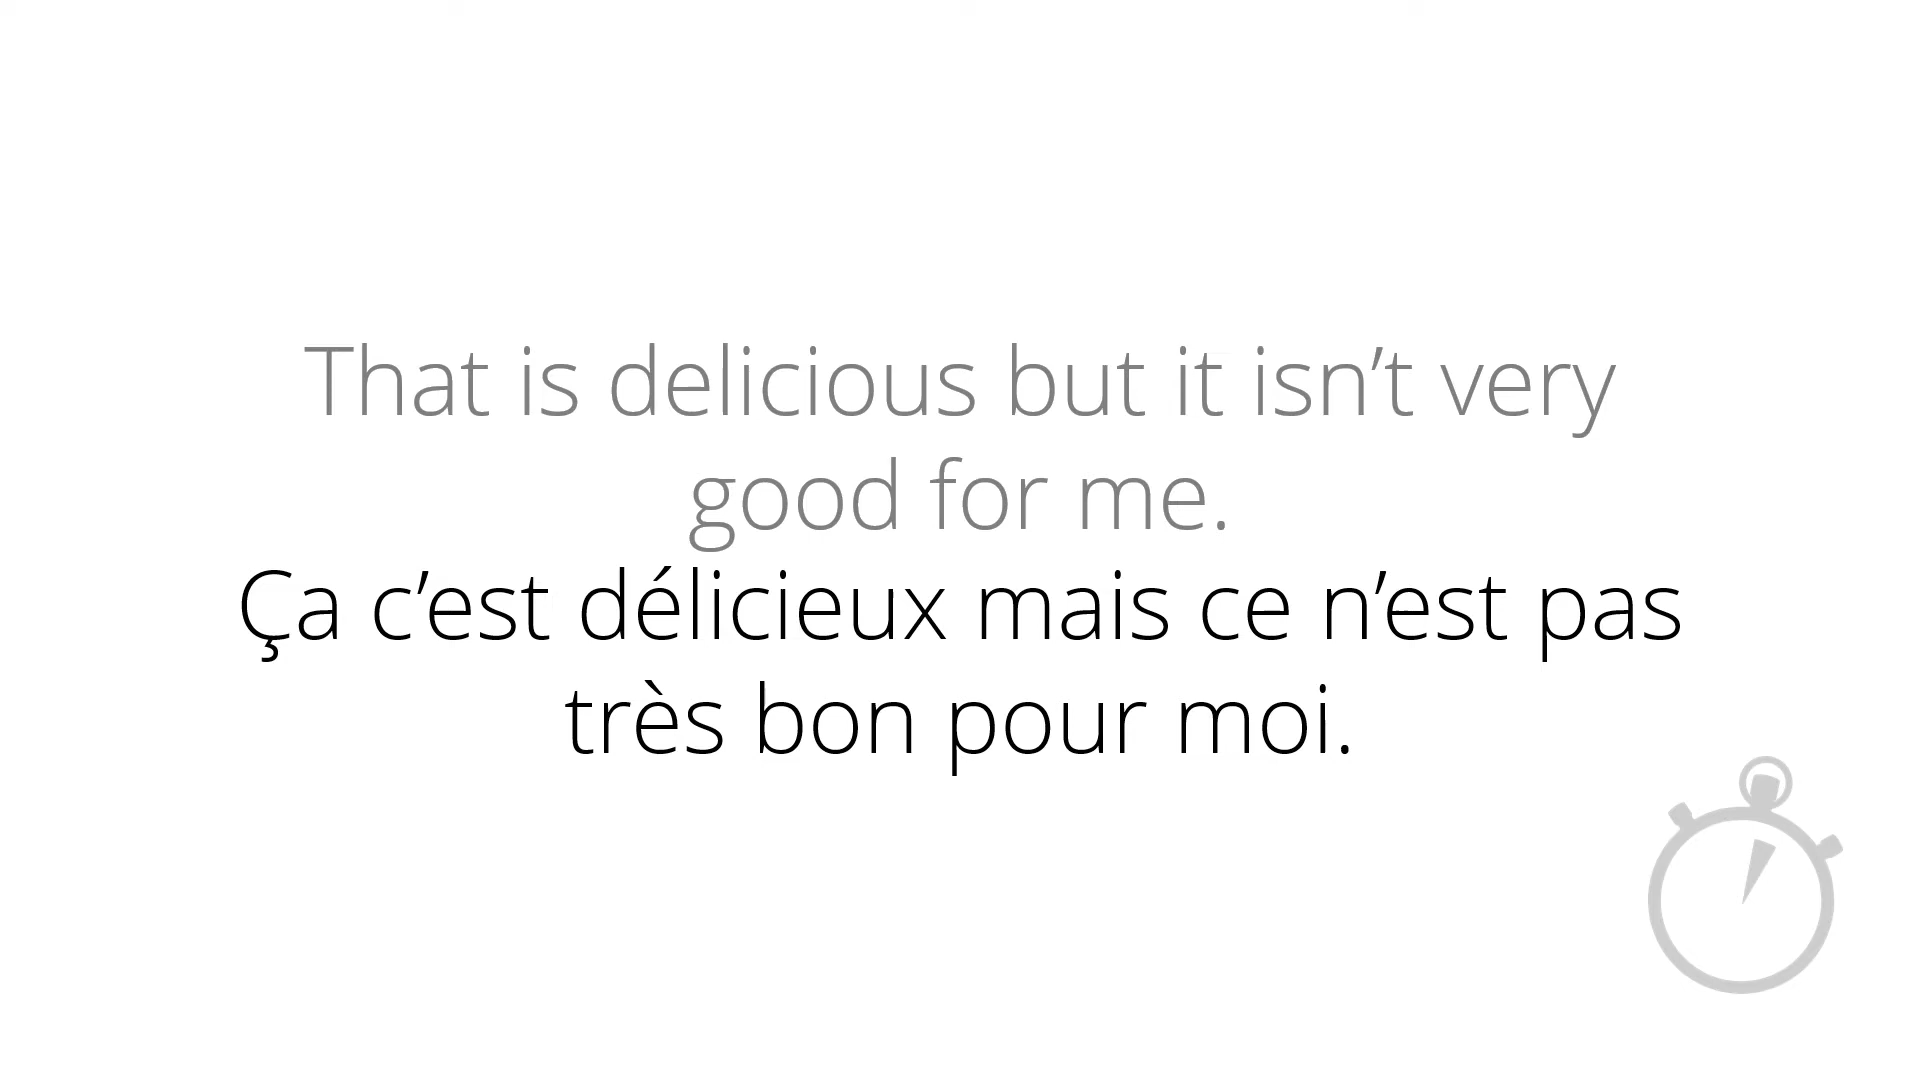 That is delicious but it isn’t very
good for me.
Ça c’est délicieux mais ce n’est pas
très bon pour moi.